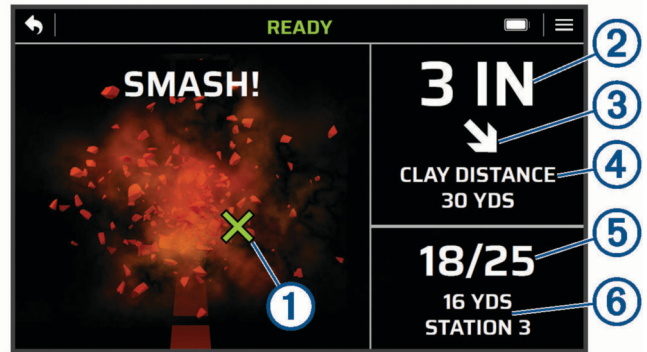 READY
SMASH!
3 IN
CLAY DISTANCE
30 YDS
18/25
16 YDS
STATION 3
1
2
3
4
5
6